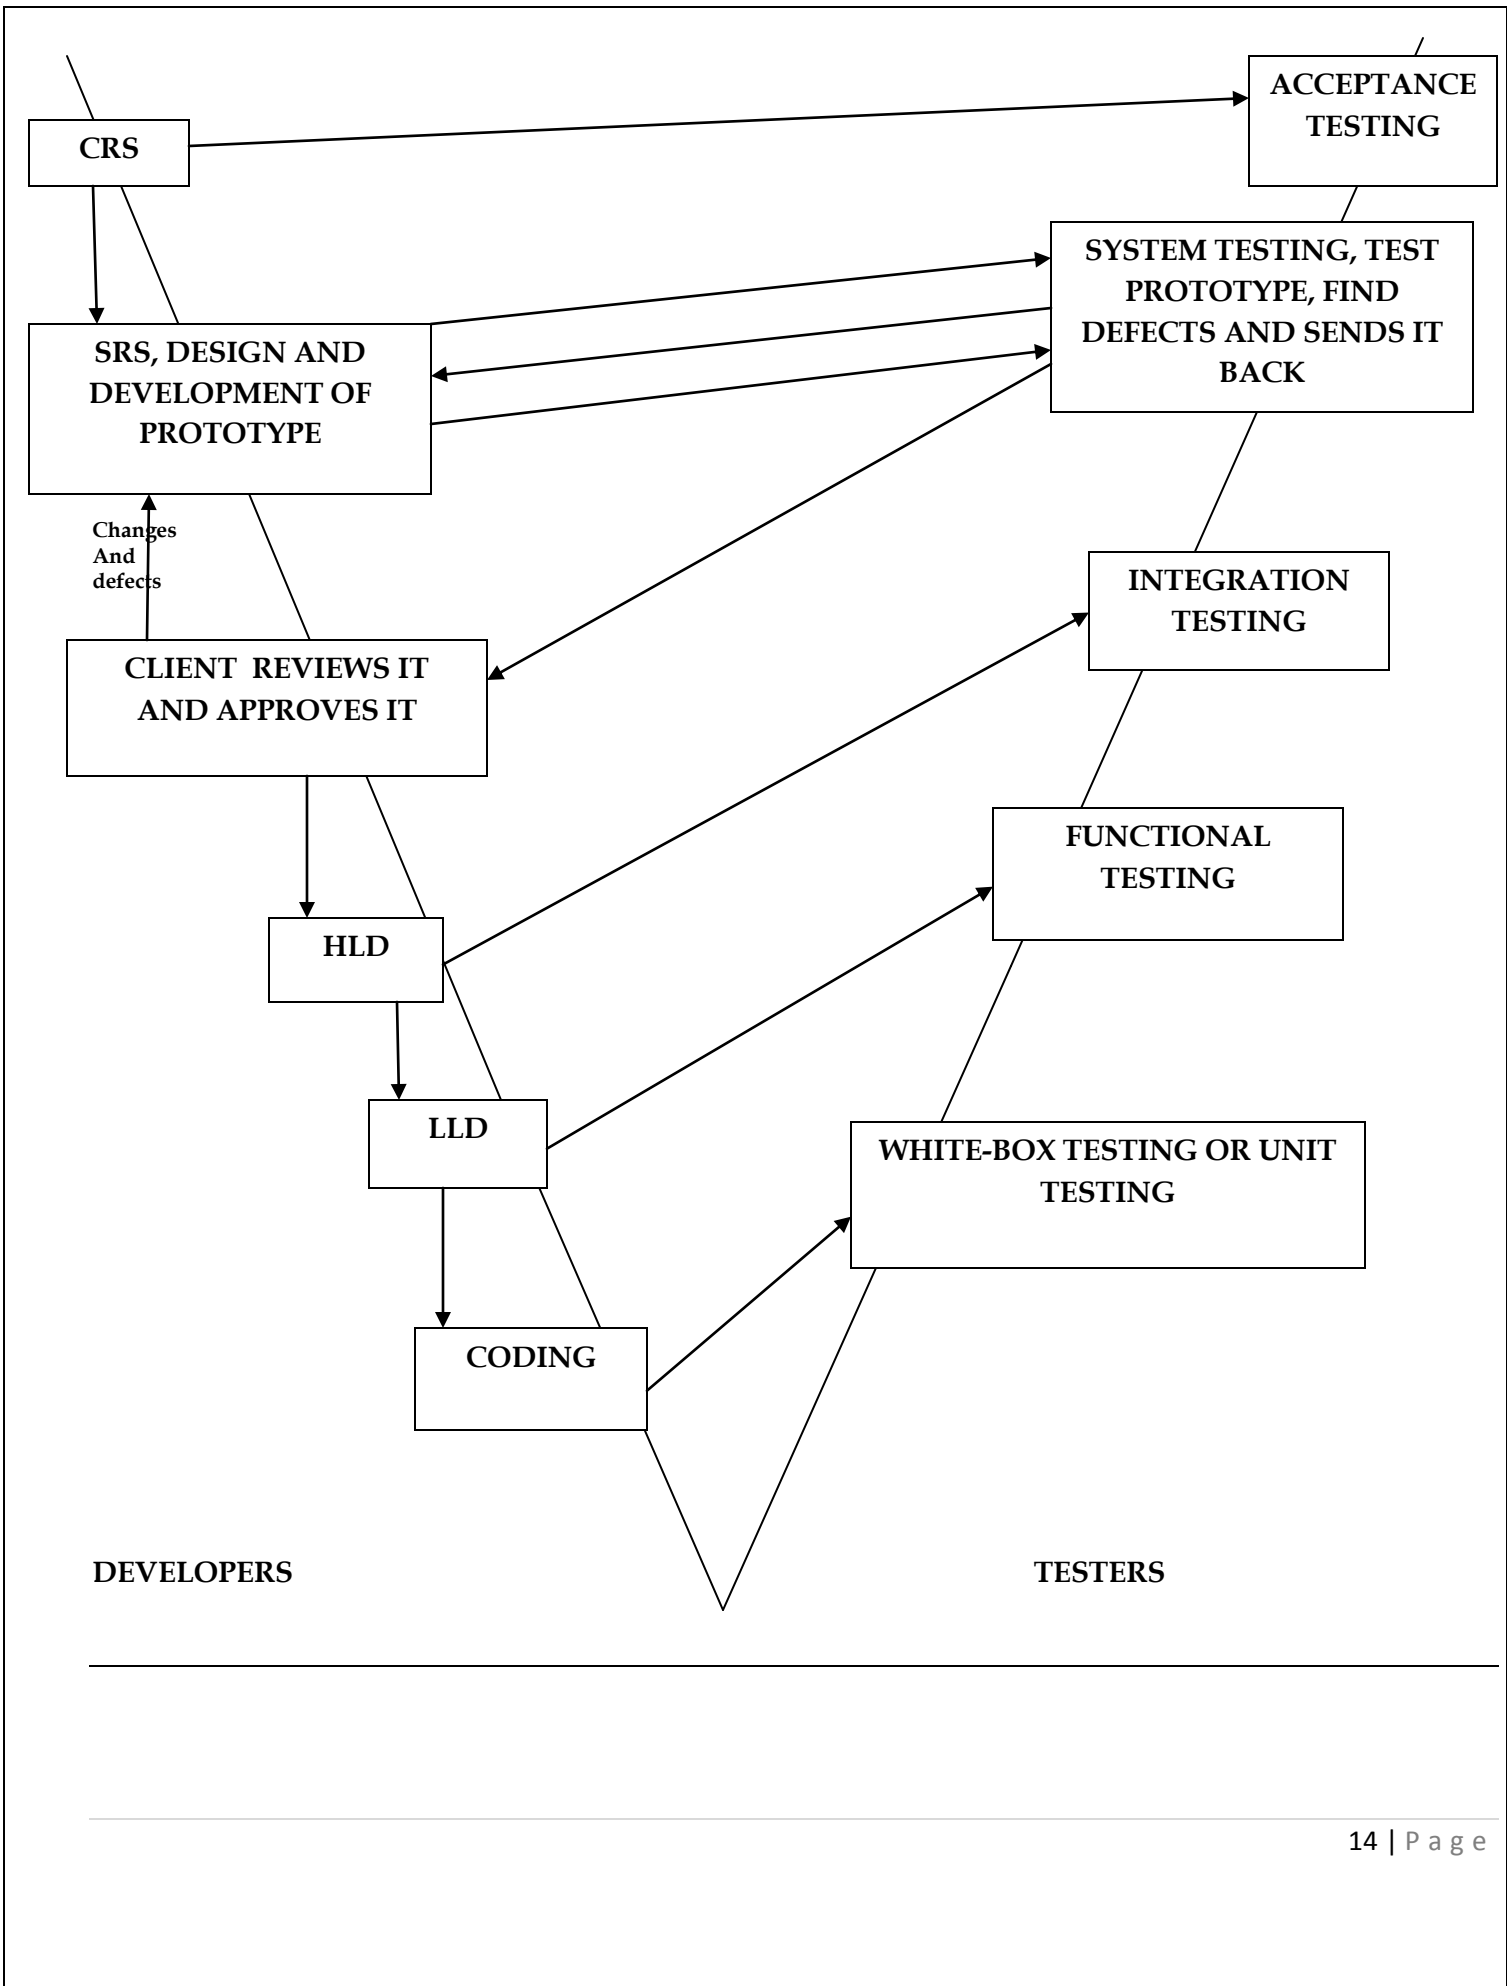 ACCEPTANCE
TESTING
CRS
SYSTEM TESTING, TEST
PROTOTYPE, FIND
DEFECTS AND SENDS IT
BACK
SRS, DESIGN AND
DEVELOPMENT OF
PROTOTYPE
Changes
And
defects
INTEGRATION
TESTING
CLIENT REVIEWS IT
AND APPROVES IT
FUNCTIONAL
TESTING
HLD
LLD
WHITE-BOX TESTING OR UNIT
TESTING
CODING
DEVELOPERS
TESTERS
14 | Page